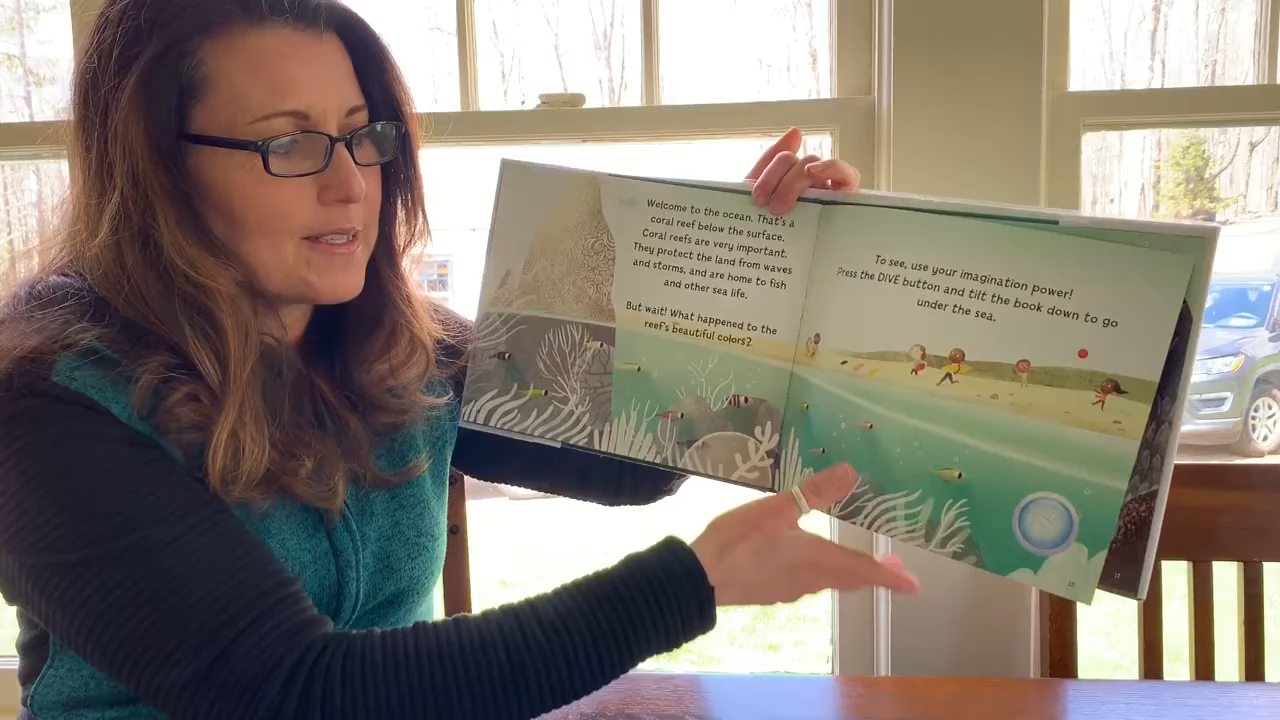 Welcome to the ocean. That's a
coral reef below the surface.
Coral reefs are very important.
They protect the land from waves
and storms, and are home to fish
and other sea life.
But wait! What happened to the
reef's beautiful colors?
To see, use your imagination power!
Press the DIVE button and tilt the book down to go
under the sea.
15
17